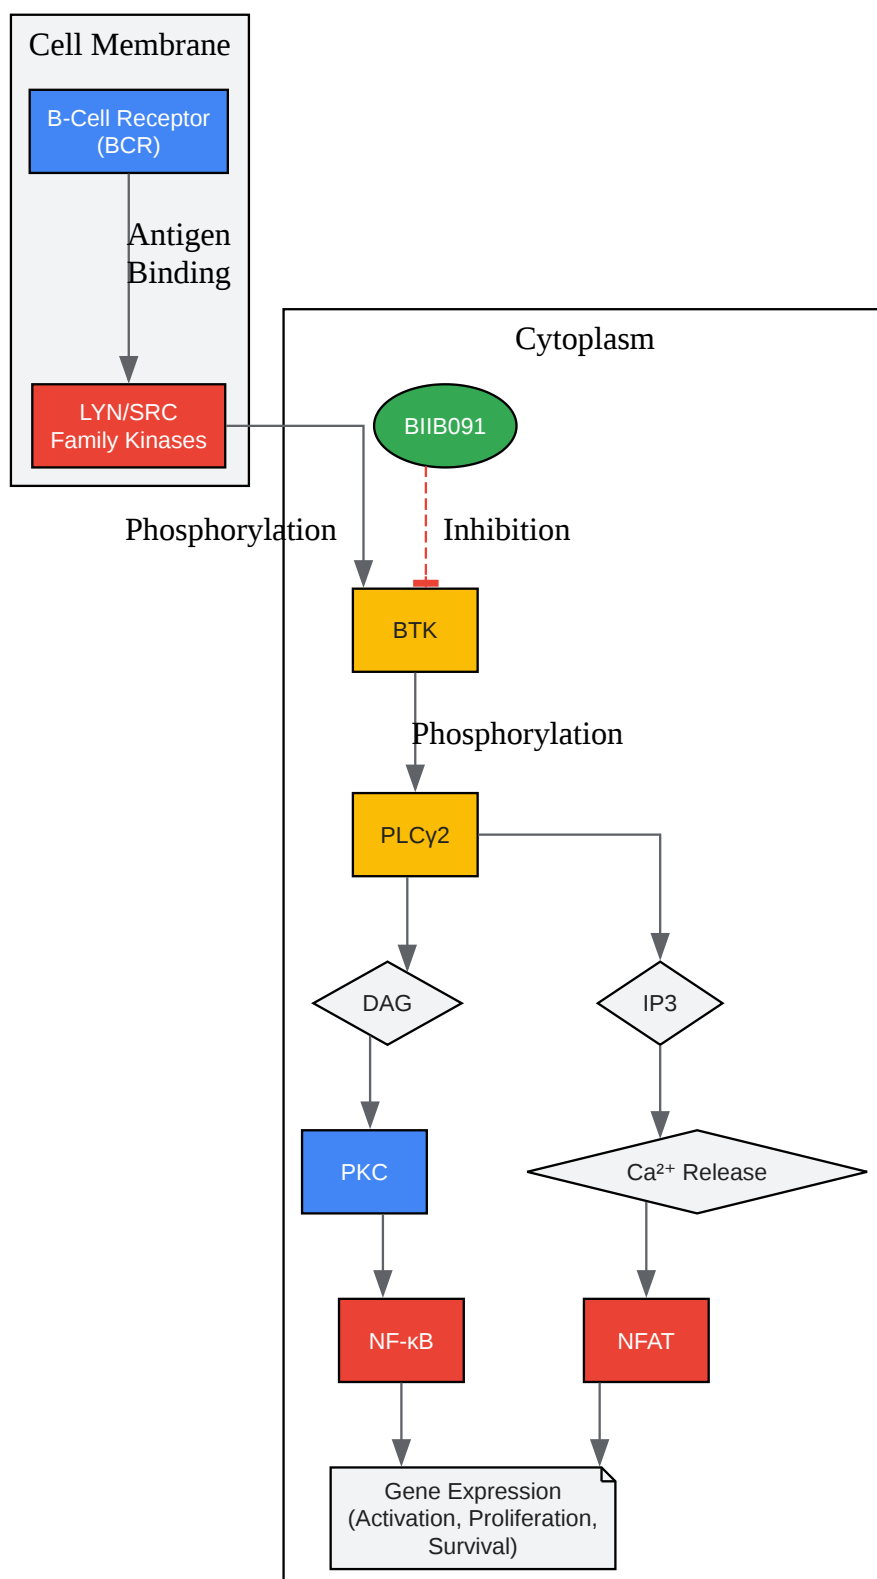 Cell Membrane
B-Cell Receptor
(BCR)
Antigen
Binding
Cytoplasm
LYN/SRC
Family Kinases
BIIB091
Phosphorylation
Inhibition
BTK
Phosphorylation
PLCγ2
DAG
IP3
PKC
Ca²⁺ Release
NF-κB
NFAT
Gene Expression
(Activation, Proliferation,
Survival)